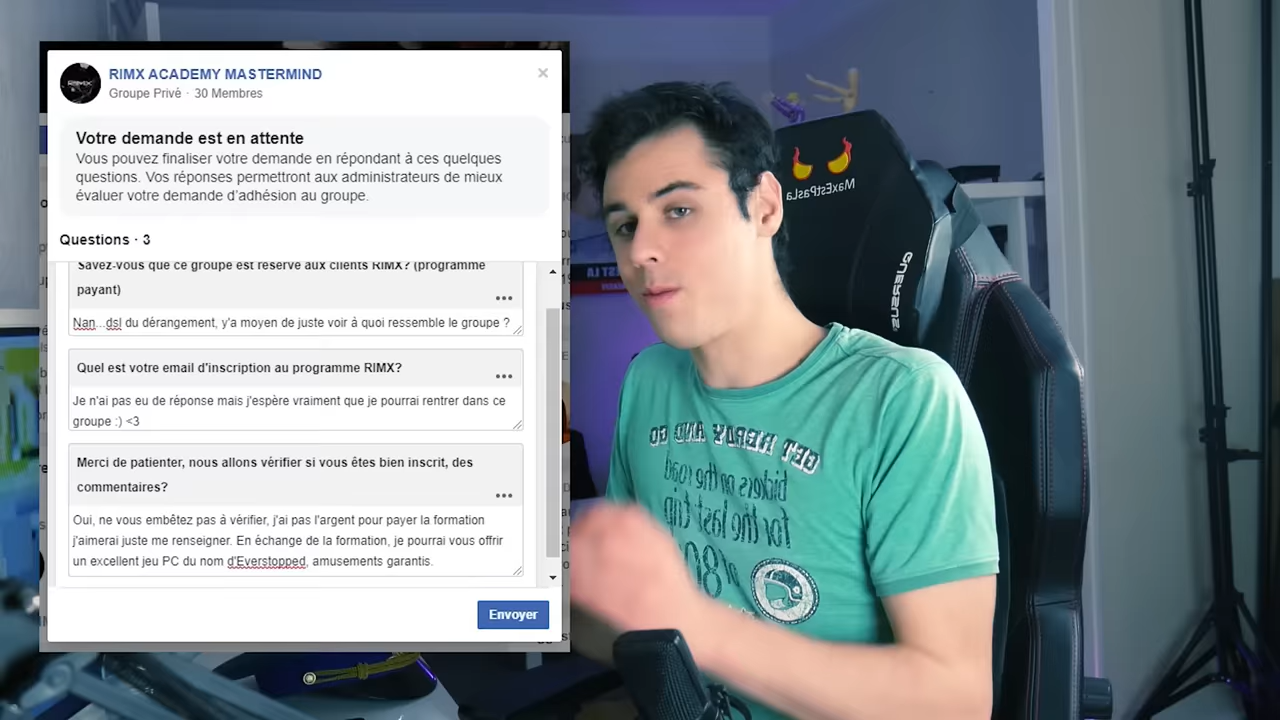 RIMX ACADEMY MASTERMIND
Groupe Privé · 30 Membres
Votre demande est en attente
Vous pouvez finaliser votre demande en répondant à ces quelques
questions. Vos réponses permettront aux administrateurs de mieux
évaluer votre demande d'adhésion au groupe.
Questions · 3
Savez-vous que ce groupe est réservé aux clients RIMX? (programme
payant)
Nan...dsl du dérangement, y'a moyen de juste voir à quoi ressemble le groupe ?
Quel est votre email d'inscription au programme RIMX?
Je n'ai pas eu de réponse mais j'espère vraiment que je pourrai rentrer dans ce
groupe :) <3
Merci de patienter, nous allons vérifier si vous êtes bien inscrit, des
commentaires?
Oui, ne vous embêtez pas à vérifier, j'ai pas l'argent pour payer la formation
j'aimerai juste me renseigner. En échange de la formation, je pourrai vous offrir
un excellent jeu PC du nom d'Everstopped, amusements garantis.
Envoyer
MaxEstPasLa
QUERSUS
GET READY AND GO
bickers on the road
for the last trip
of 80